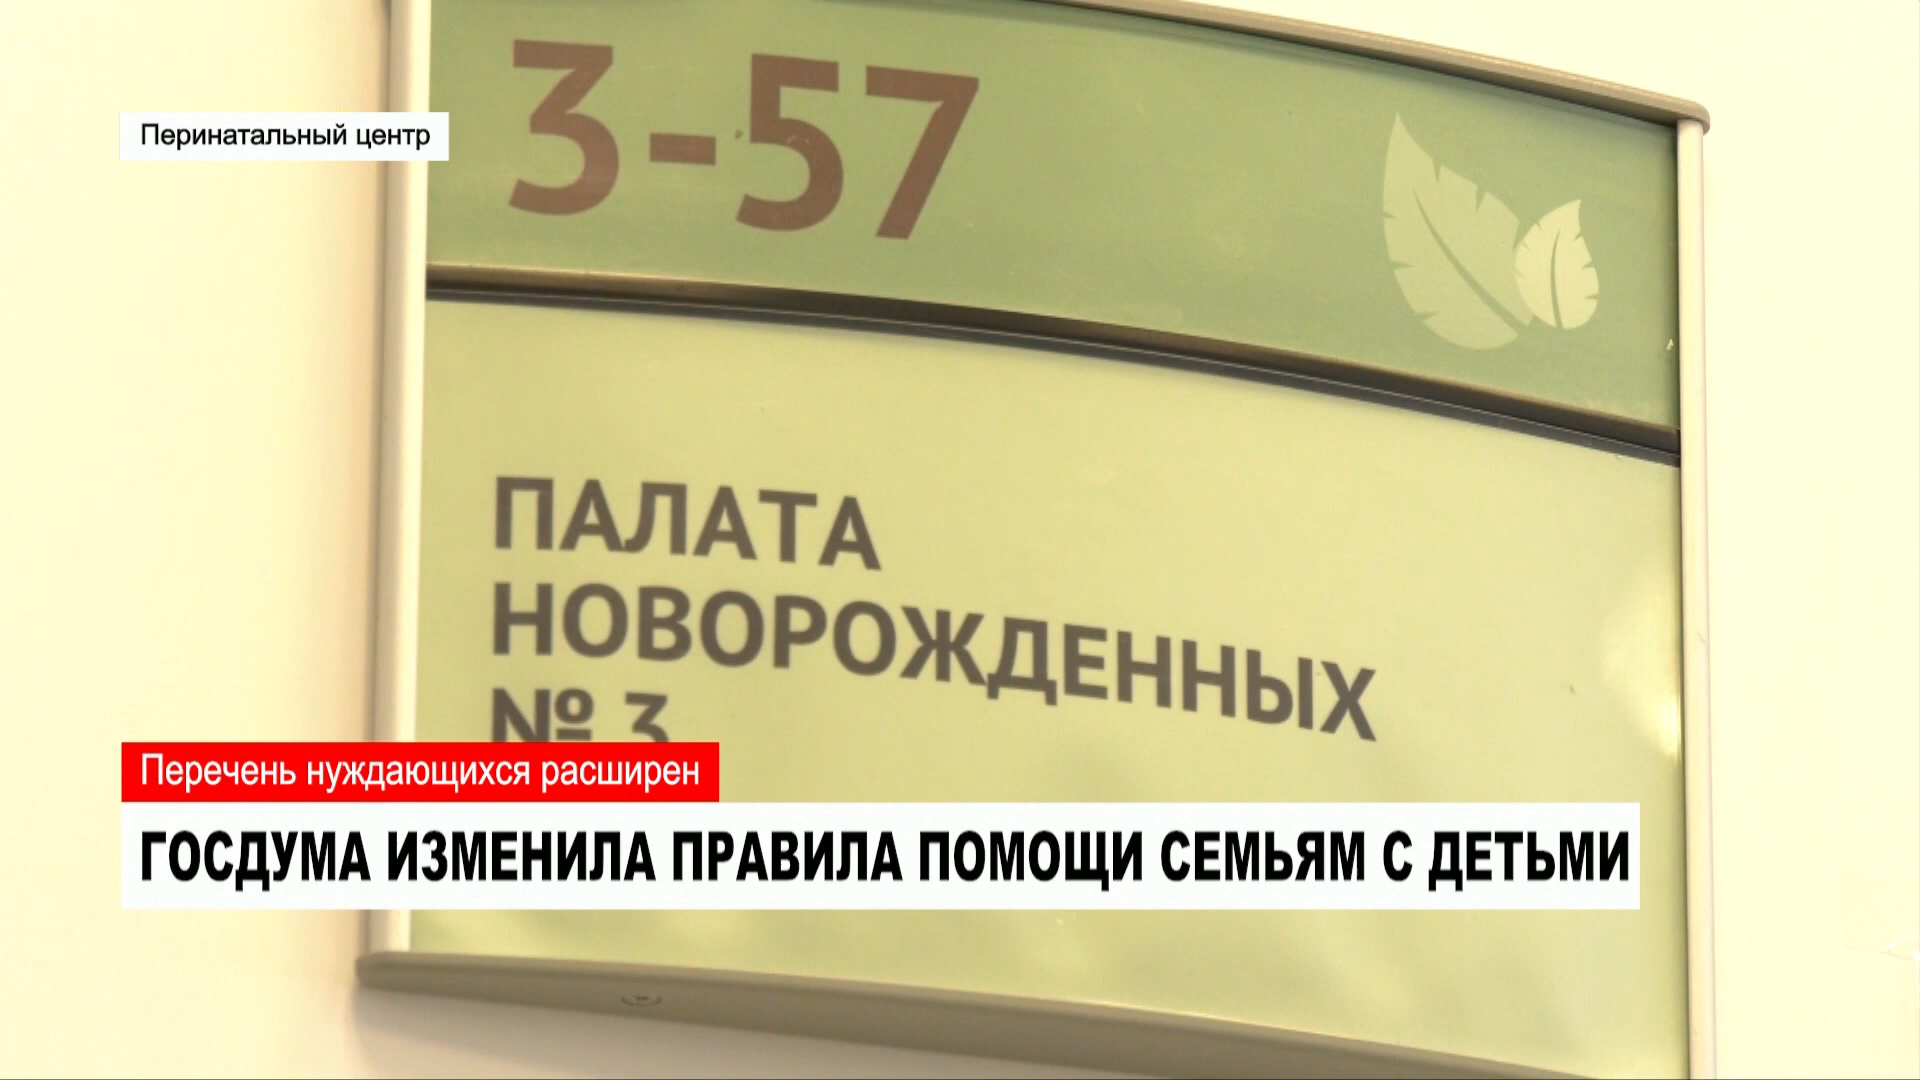 3-57
Перинатальный центр
ПАЛАТА
НОВОРОЖДЕННЫХ
№ 3
Перечень нуждающихся расширен
ГОСДУМА ИЗМЕНИЛА ПРАВИЛА ПОМОЩИ СЕМЬЯМ С ДЕТЬМИ